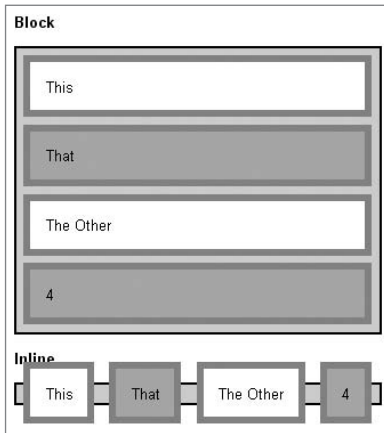 Block
This
That
The Other
4
Inline
This That The Other 4